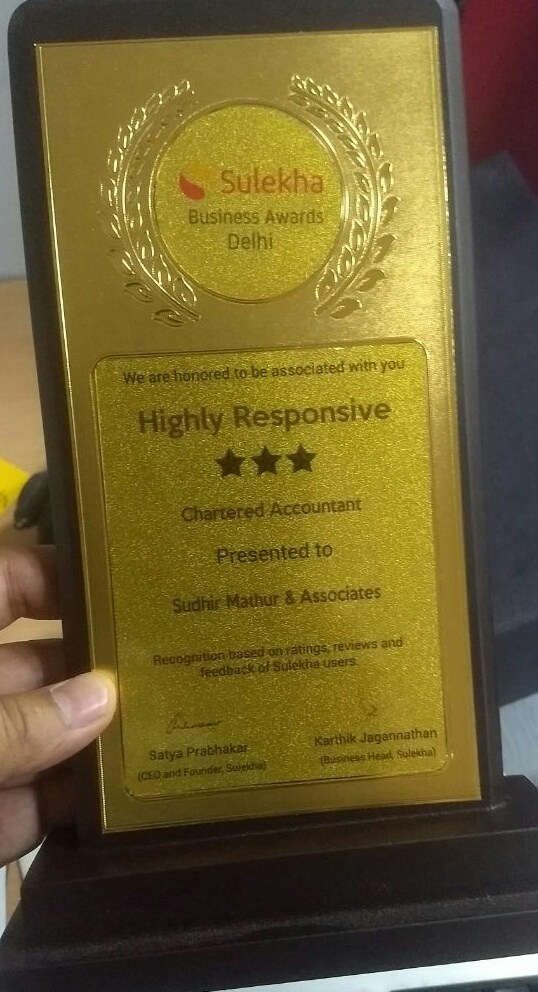 Sulekha
Business Awards
Delhi
We are honored to be associated with you
Highly Responsive
Chartered Accountant
Presented to
Sudhir Mathur & Associates
Recognition based on ratings, reviews and
feedback of Sulekha users.
Satya Prabhakar
(CEO and Founder, Sulekha)
Karthik Jagannathan
(Business Head, Sulekha)